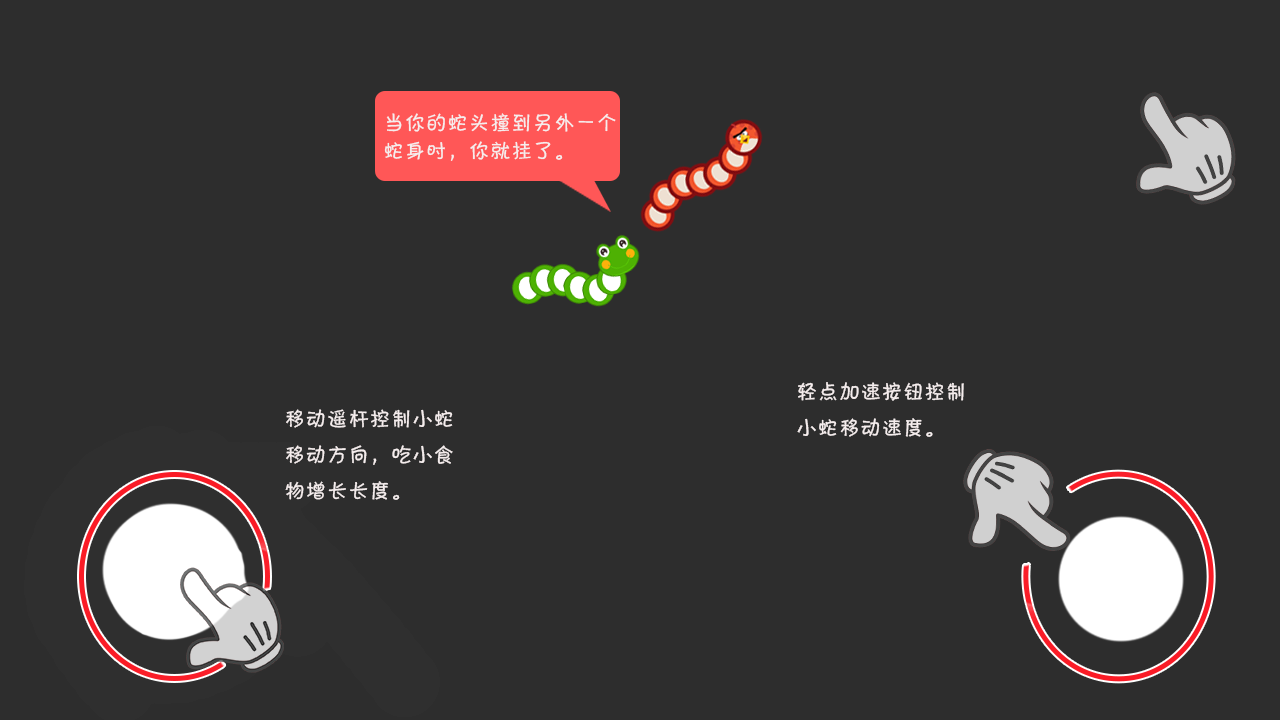 当你的蛇头撞到另外一个
蛇身时，你就挂了。
移动遥杆控制小蛇
移动方向，吃小食
物增长长度。
轻点加速按钮控制
小蛇移动速度。